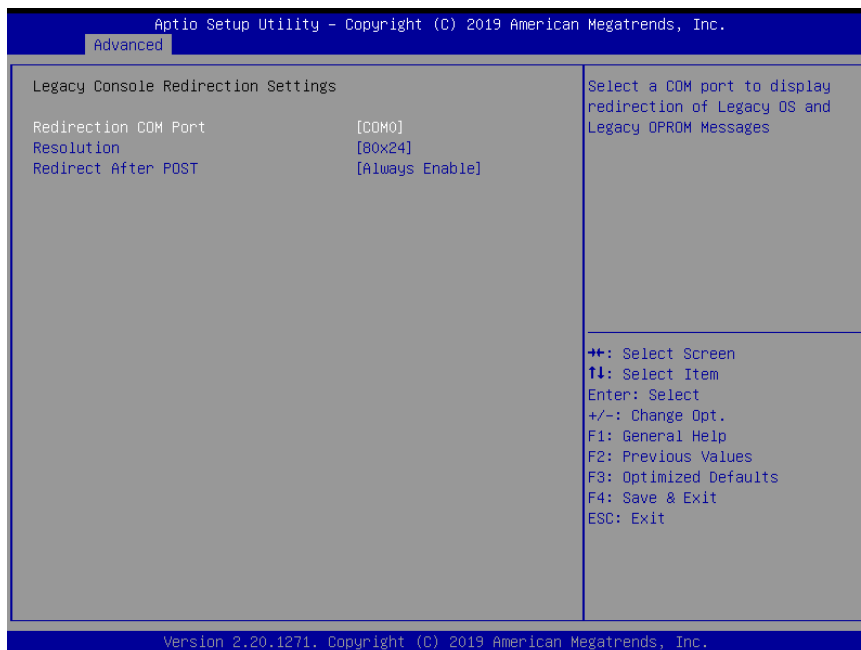 Aptio Setup Utility – Copyright (C) 2019 American Megatrends, Inc.
Advanced
Legacy Console Redirection Settings
Redirection COM Port [COM0]
Resolution [80x24]
Redirect After POST [Always Enable]
Select a COM port to display
redirection of Legacy OS and
Legacy OPROM Messages
→←: Select Screen
↑↓: Select Item
Enter: Select
+/-: Change Opt.
F1: General Help
F2: Previous Values
F3: Optimized Defaults
F4: Save & Exit
ESC: Exit
Version 2.20.1271. Copyright (C) 2019 American Megatrends, Inc.